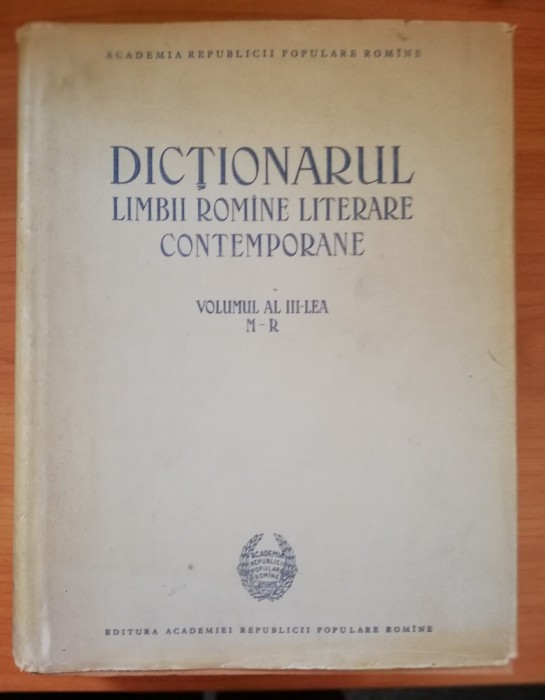 ACADEMIA REPUBLICII POPULARE ROMÎNE
DICȚIONARUL
LIMBII ROMÎNE LITERARE
CONTEMPORANE
VOLUMUL AL III-LEA
M-R
ACADEMIA
REPUBLICII
POPULARE
ROMÎNE
EDITURA ACADEMIEI REPUBLICII POPULARE ROMÎNE